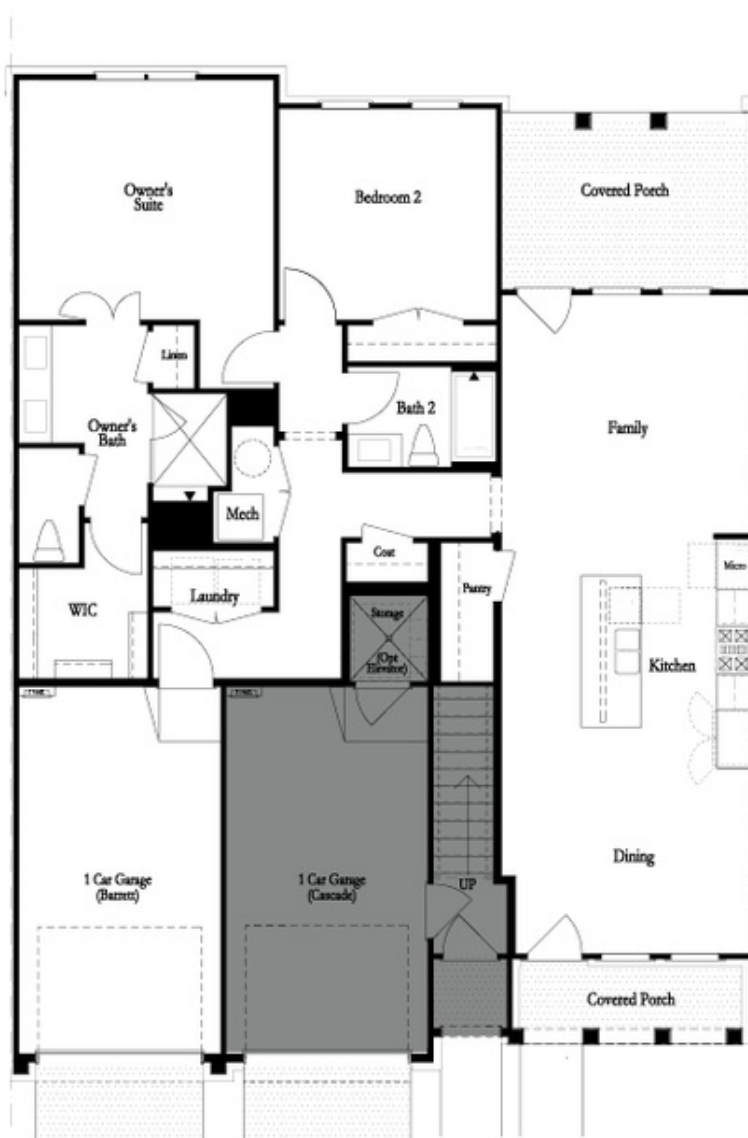 Owner's
Suite
Bedroom 2
Covered Porch
Linen
Owner's
Bath
Bath 2
Family
Mech
Coat
Micro
Laundry
Pantry
WIC
Storage
(Opt
Elevator)
Kitchen
1 Car Garage
(Barrett)
1 Car Garage
(Cascade)
UP
Dining
Covered Porch